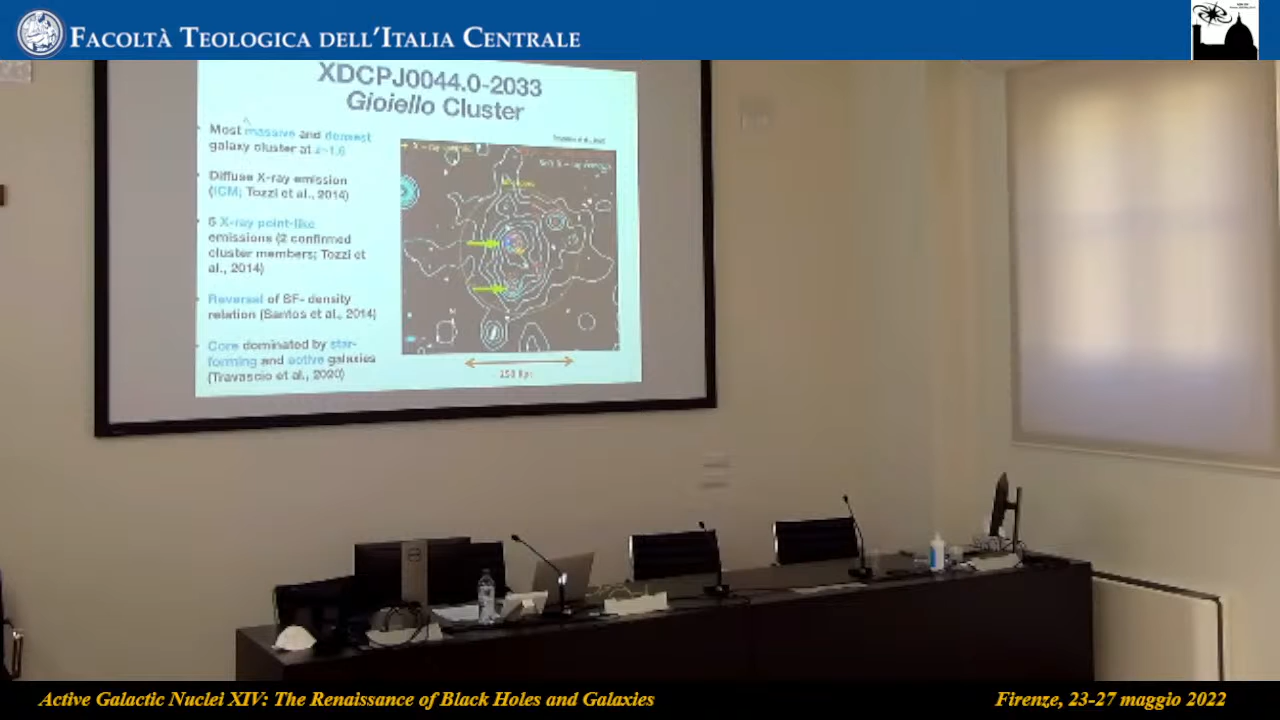 FACOLTÀ TEOLOGICA DELL'ITALIA CENTRALE
XDCPJ0044.0-2033
Gioiello Cluster
Most massive and densest
galaxy cluster at z~1.6
Diffuse X-ray emission
(ICM; Tozzi et al., 2014)
5 X-ray point-like
emissions (2 confirmed
cluster members; Tozzi et
al., 2014)
Reversal of SF- density
relation (Santos et al., 2014)
Core dominated by star-
forming and active galaxies
(Travascio et al., 2020)
Active Galactic Nuclei XIV: The Renaissance of Black Holes and Galaxies
Firenze, 23-27 maggio 2022